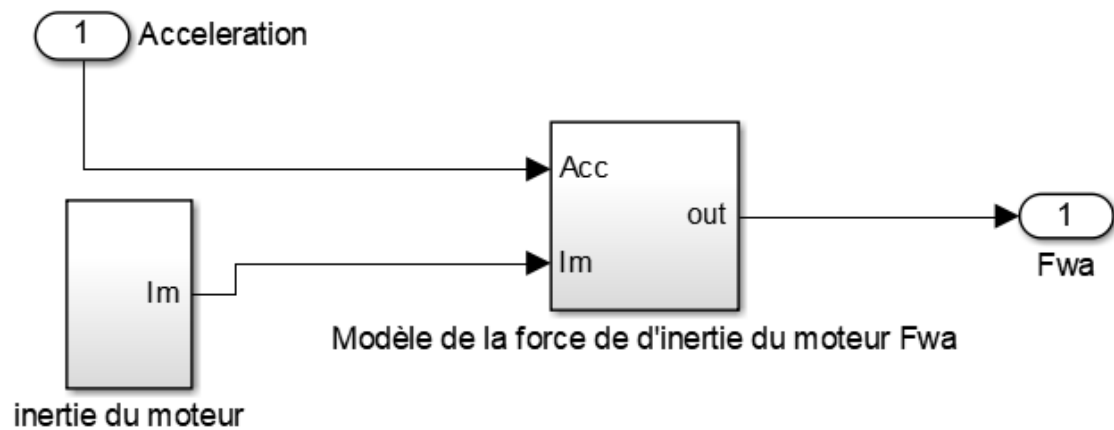 1 Acceleration
Acc
out
1
Im
Fwa
Im
Modèle de la force de d'inertie du moteur Fwa
inertie du moteur